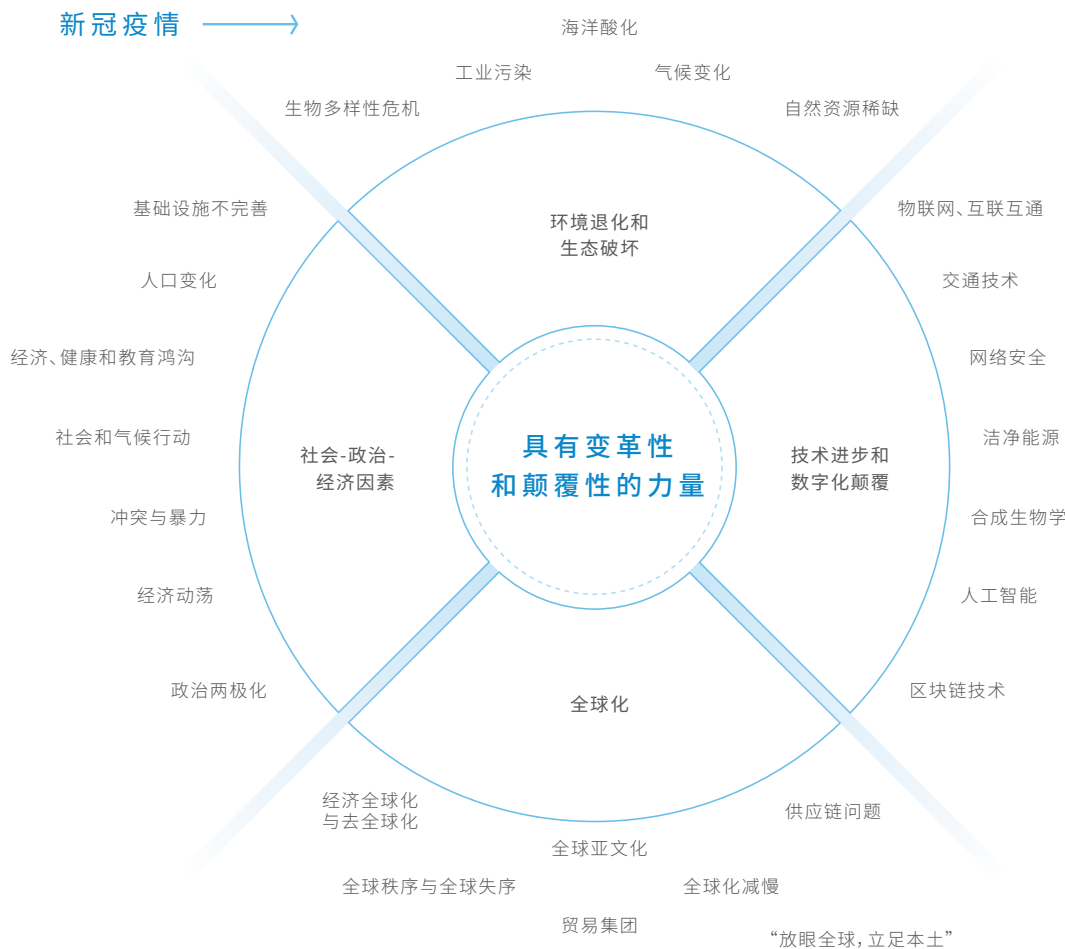 新冠疫情
海洋酸化
工业污染
气候变化
生物多样性危机
自然资源稀缺
环境退化和
生态破坏
基础设施不完善
人口变化
经济、健康和教育鸿沟
社会和气候行动
冲突与暴力
经济动荡
政治两极化
社会-政治-
经济因素
具有变革性
和颠覆性的力量
技术进步和
数字化颠覆
物联网、互联互通
交通技术
网络安全
洁净能源
合成生物学
人工智能
区块链技术
全球化
经济全球化
与去全球化
供应链问题
全球亚文化
全球秩序与全球失序
全球化减慢
贸易集团
“放眼全球，立足本土”